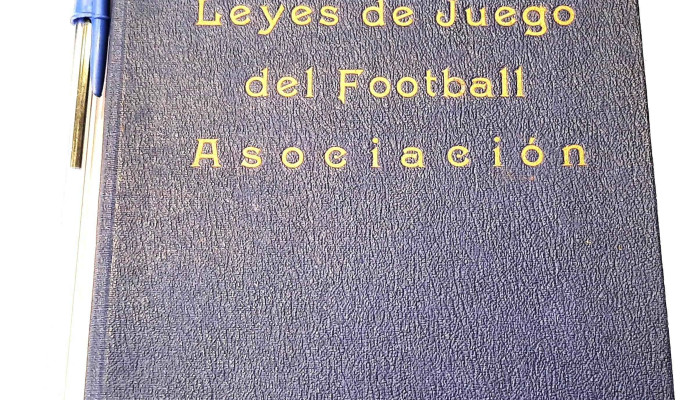 Leyes de Juego
del Football
Asociación